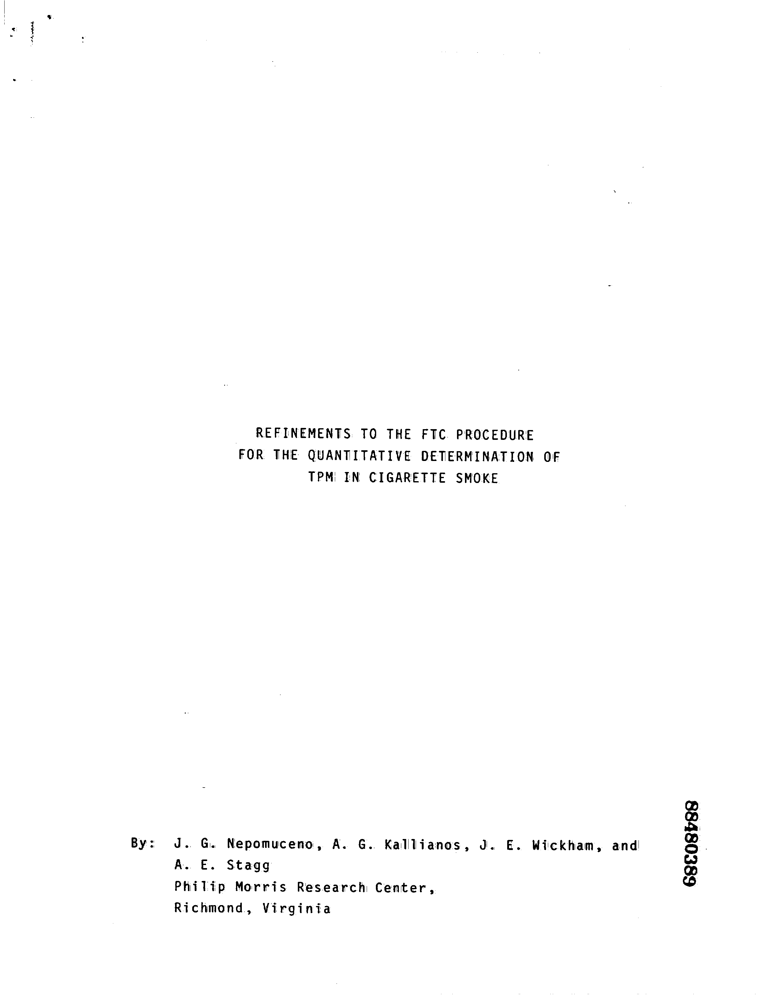 REFINEMENTS TO THE FTC PROCEDURE
FOR THE QUANTITATIVE DETERMINATION OF
TPM IN CIGARETTE SMOKE
By: J. G. Nepomuceno, A. G. Kallianos, J. E. Wickham, and
A. E. Stagg
Philip Morris Research Center,
Richmond, Virginia
88480389